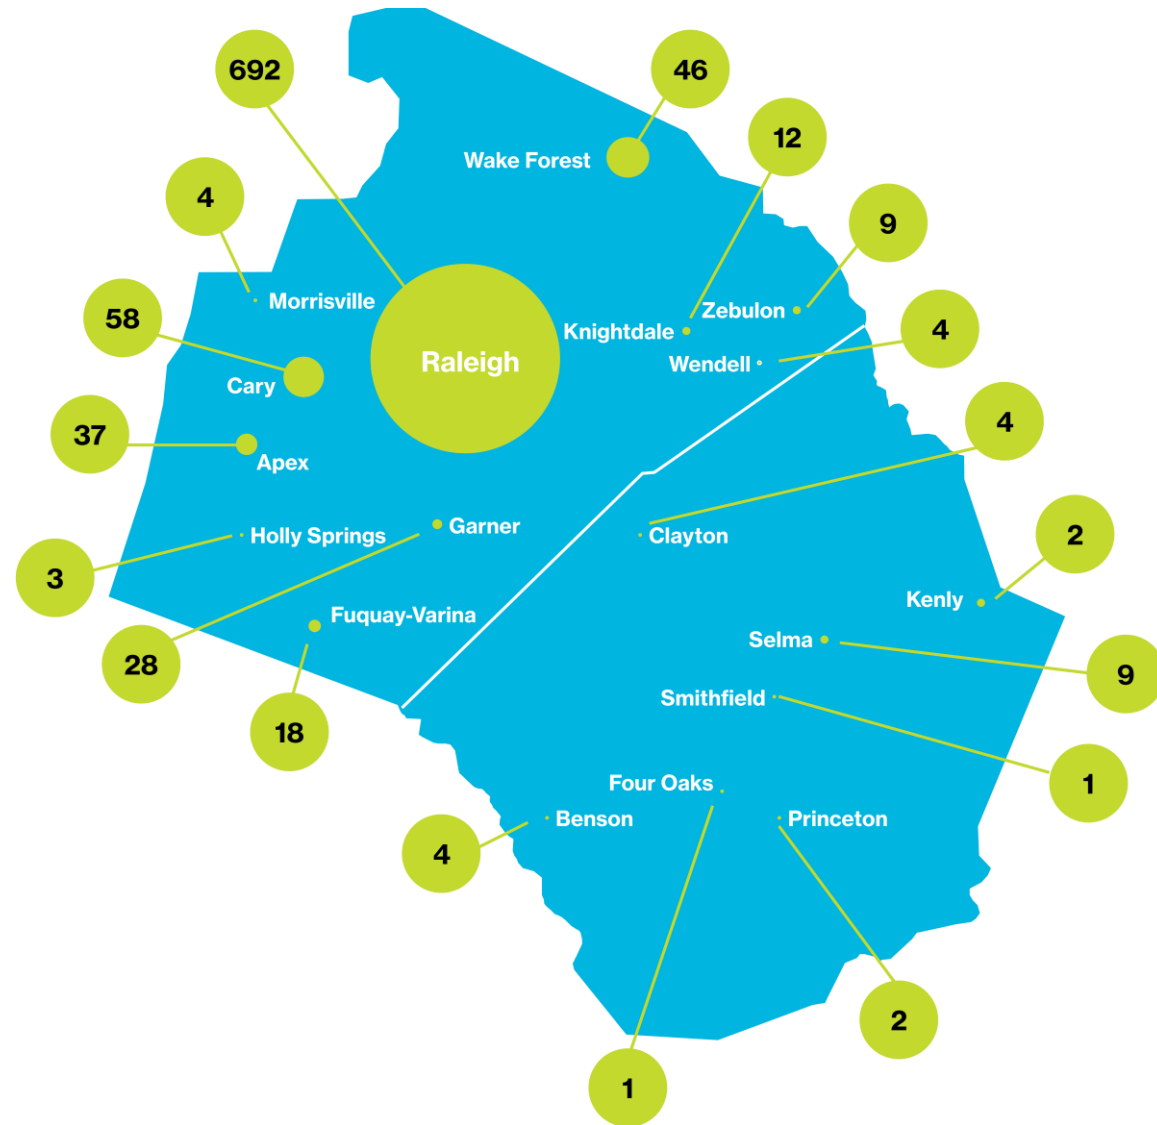 692
46
12
Wake Forest
4
9
Morrisville
Zebulon
58
Knightdale
4
Raleigh
Wendell
Cary
4
37
Apex
Garner
Holly Springs
Clayton
2
3
Kenly
Fuquay-Varina
Selma
28
9
Smithfield
18
Four Oaks
1
Benson
Princeton
4
2
1